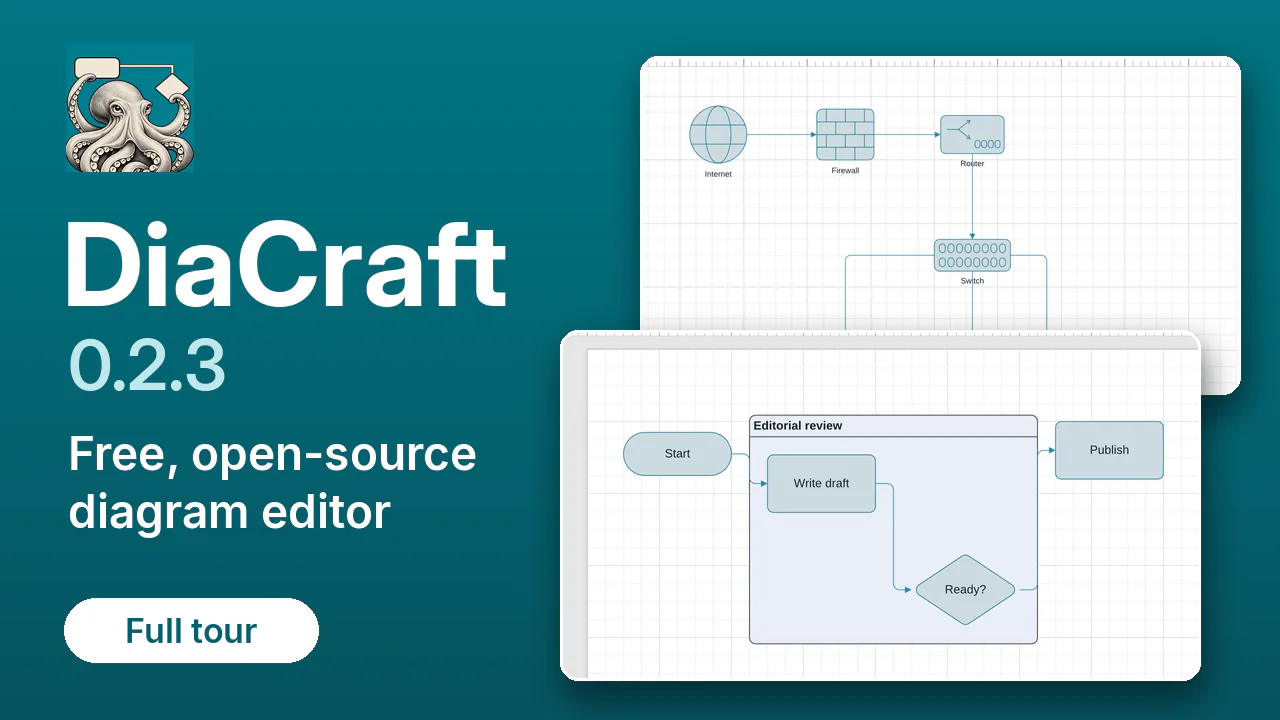 DiaCraft
0.2.3
Free, open-source
diagram editor
Full tour
Internet
Firewall
Router
Switch
Editorial review
Start
Write draft
Ready?
Publish